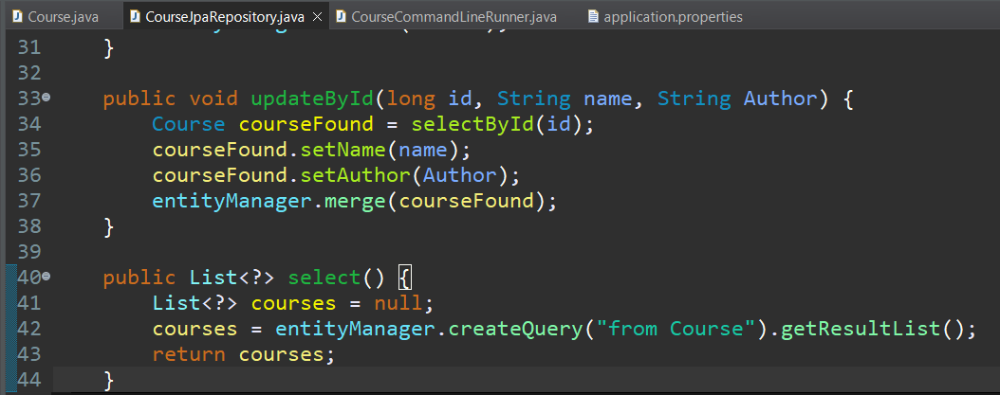 Course.java CourseJpaRepository.java CourseCommandLineRunner.java application.properties
31 }
32
33 public void updateById(long id, String name, String Author) {
34 Course courseFound = selectById(id);
35 courseFound.setName(name);
36 courseFound.setAuthor(Author);
37 entityManager.merge(courseFound);
38 }
39
40 public List<?> select() {
41 List<?> courses = null;
42 courses = entityManager.createQuery("from Course").getResultList();
43 return courses;
44 }